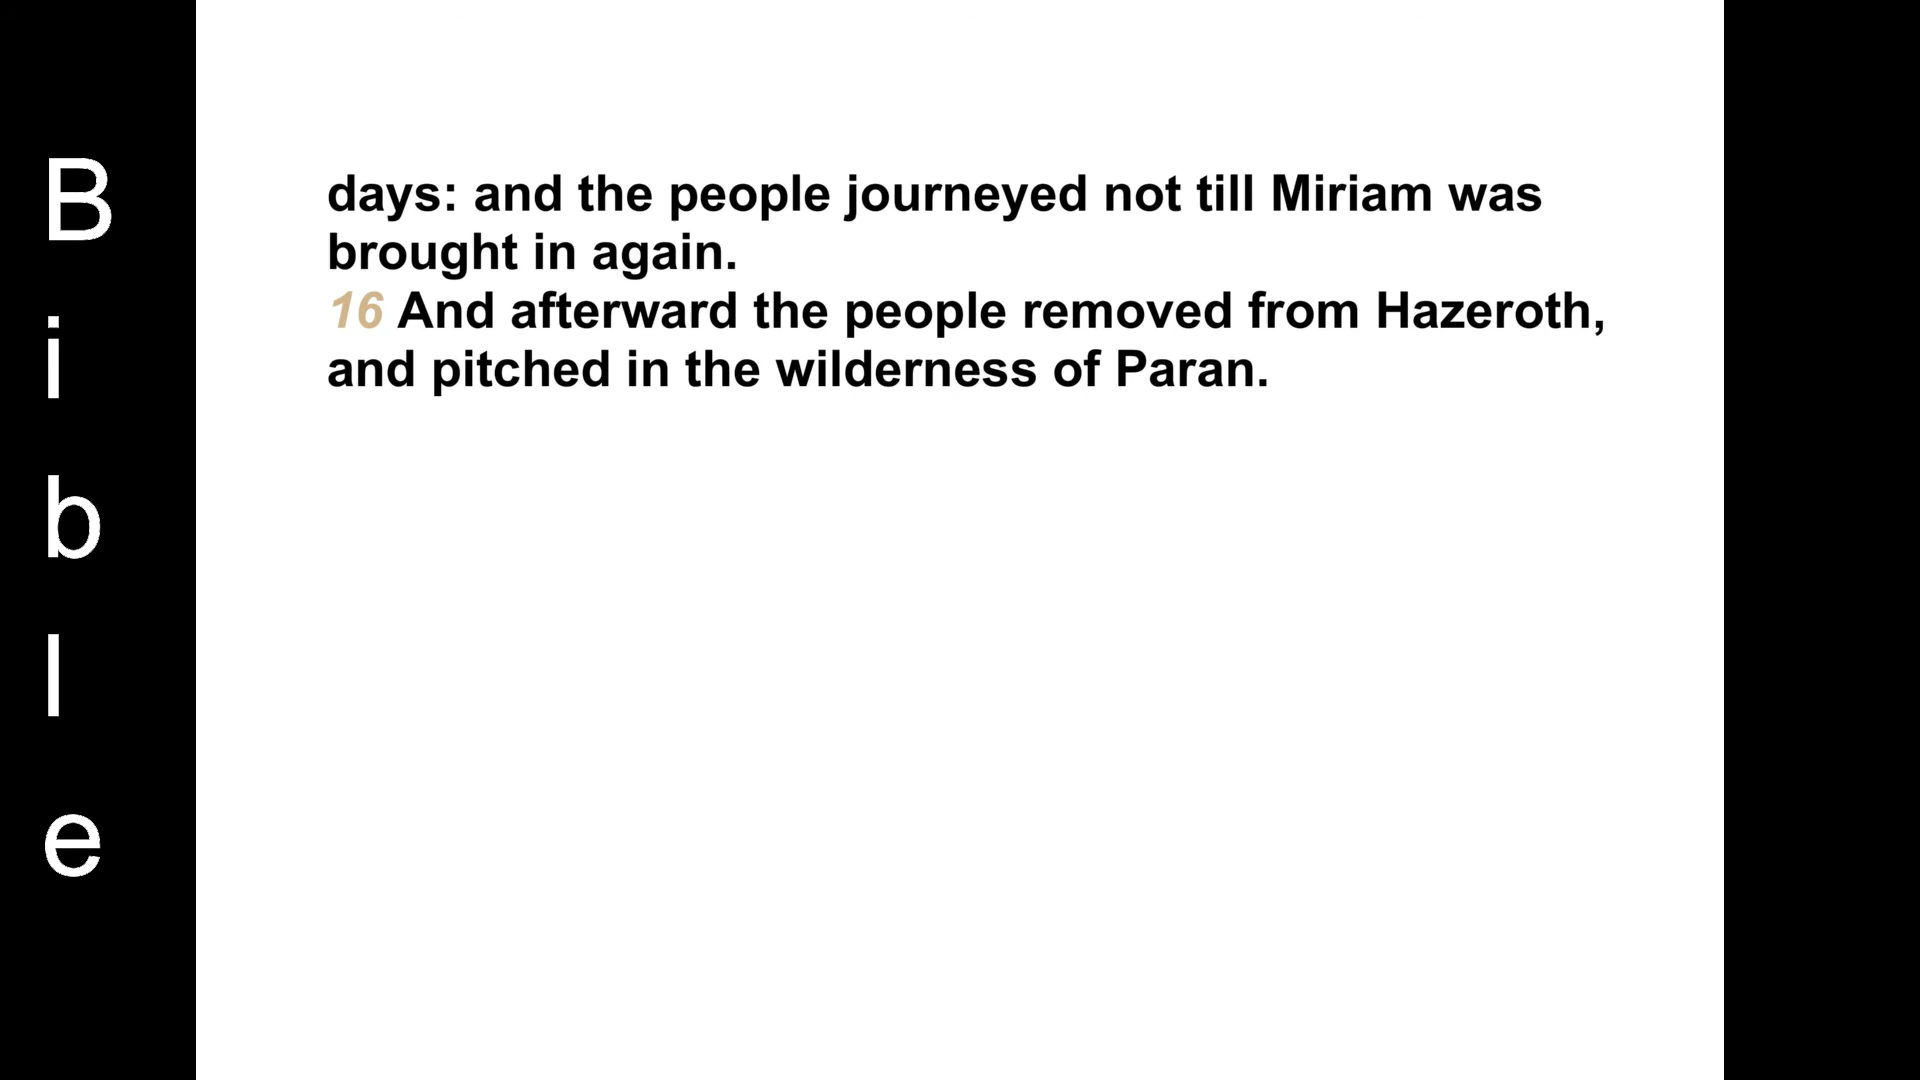 B
i
b
l
e
days: and the people journeyed not till Miriam was
brought in again.
16 And afterward the people removed from Hazeroth,
and pitched in the wilderness of Paran.